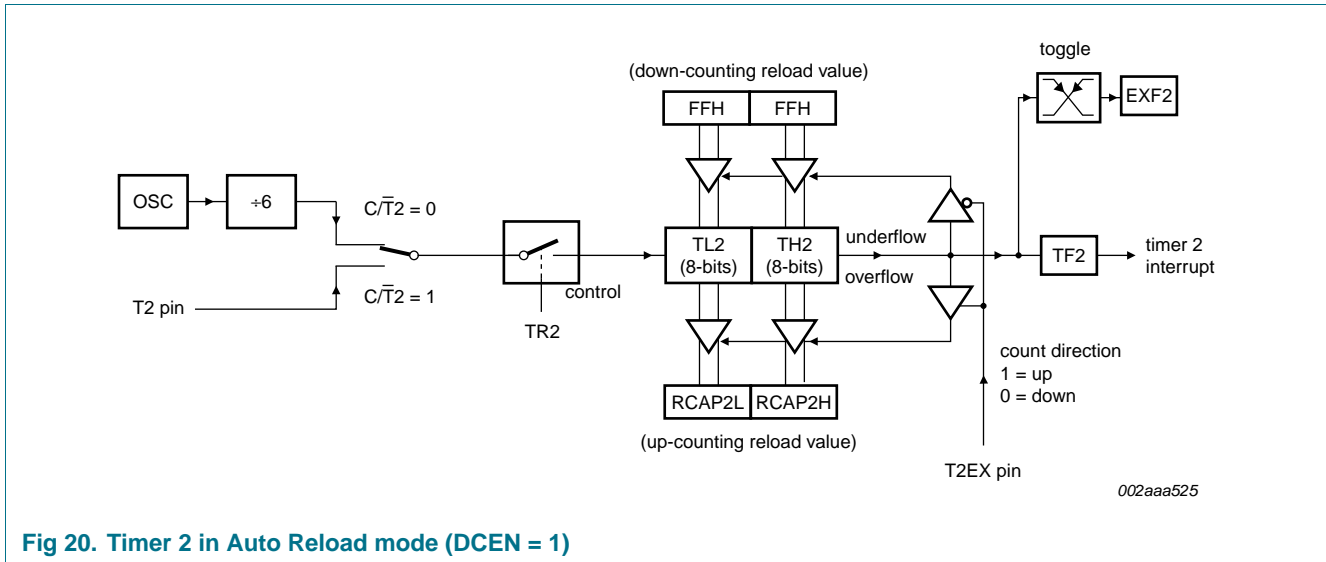 toggle
(down-counting reload value)
FFH
FFH
EXF2
OSC
÷6
C/T̅2 = 0
TL2
(8-bits)
TH2
(8-bits)
underflow
overflow
TF2
timer 2
interrupt
C/T̅2 = 1
control
T2 pin
TR2
count direction
1 = up
0 = down
RCAP2L
RCAP2H
(up-counting reload value)
T2EX pin
002aaa525
Fig 20. Timer 2 in Auto Reload mode (DCEN = 1)